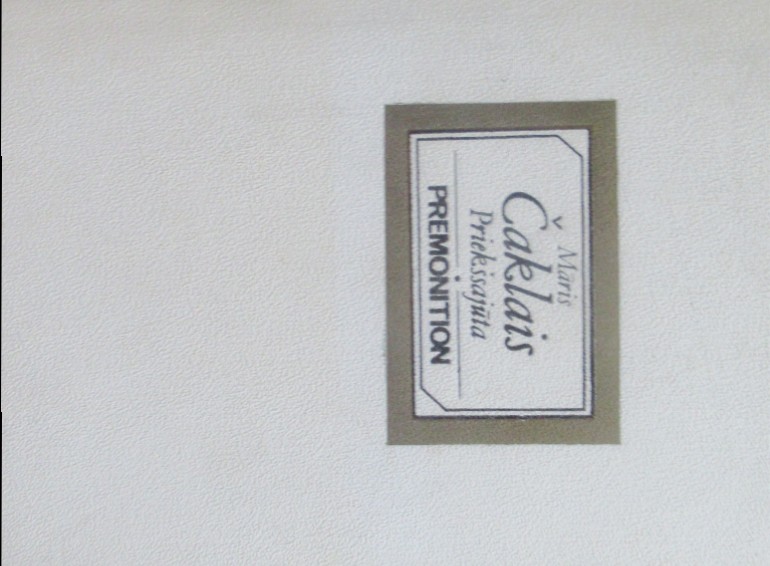 Māris
Čaklais
Priekšsajūta
PREMONITION